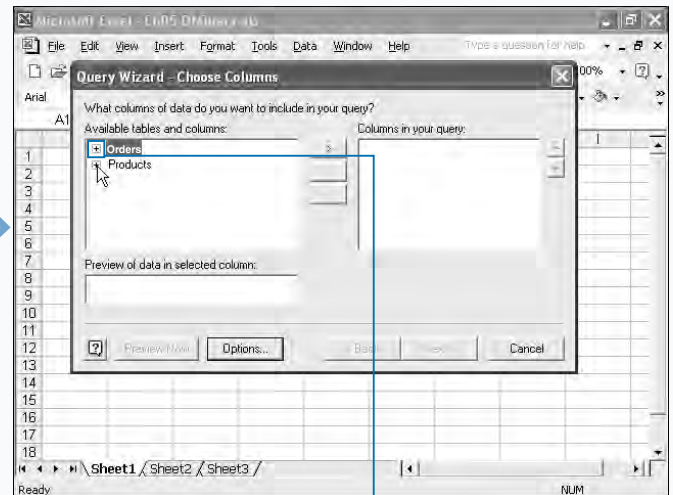 Microsoft Excel
File Edit View Insert Format Tools Data Window Help Type a question for help
100%
Query Wizard - Choose Columns
Arial
What columns of data do you want to include in your query?
A1
Available tables and columns: Columns in your query:
I
Orders
>
Products
1
2
3
4
5
6
7
Preview of data in selected column:
8
9
10
11
12
Preview Now Options... < Back Next > Cancel
13
14
15
16
17
18
Sheet1 Sheet2 Sheet3
Ready NUM